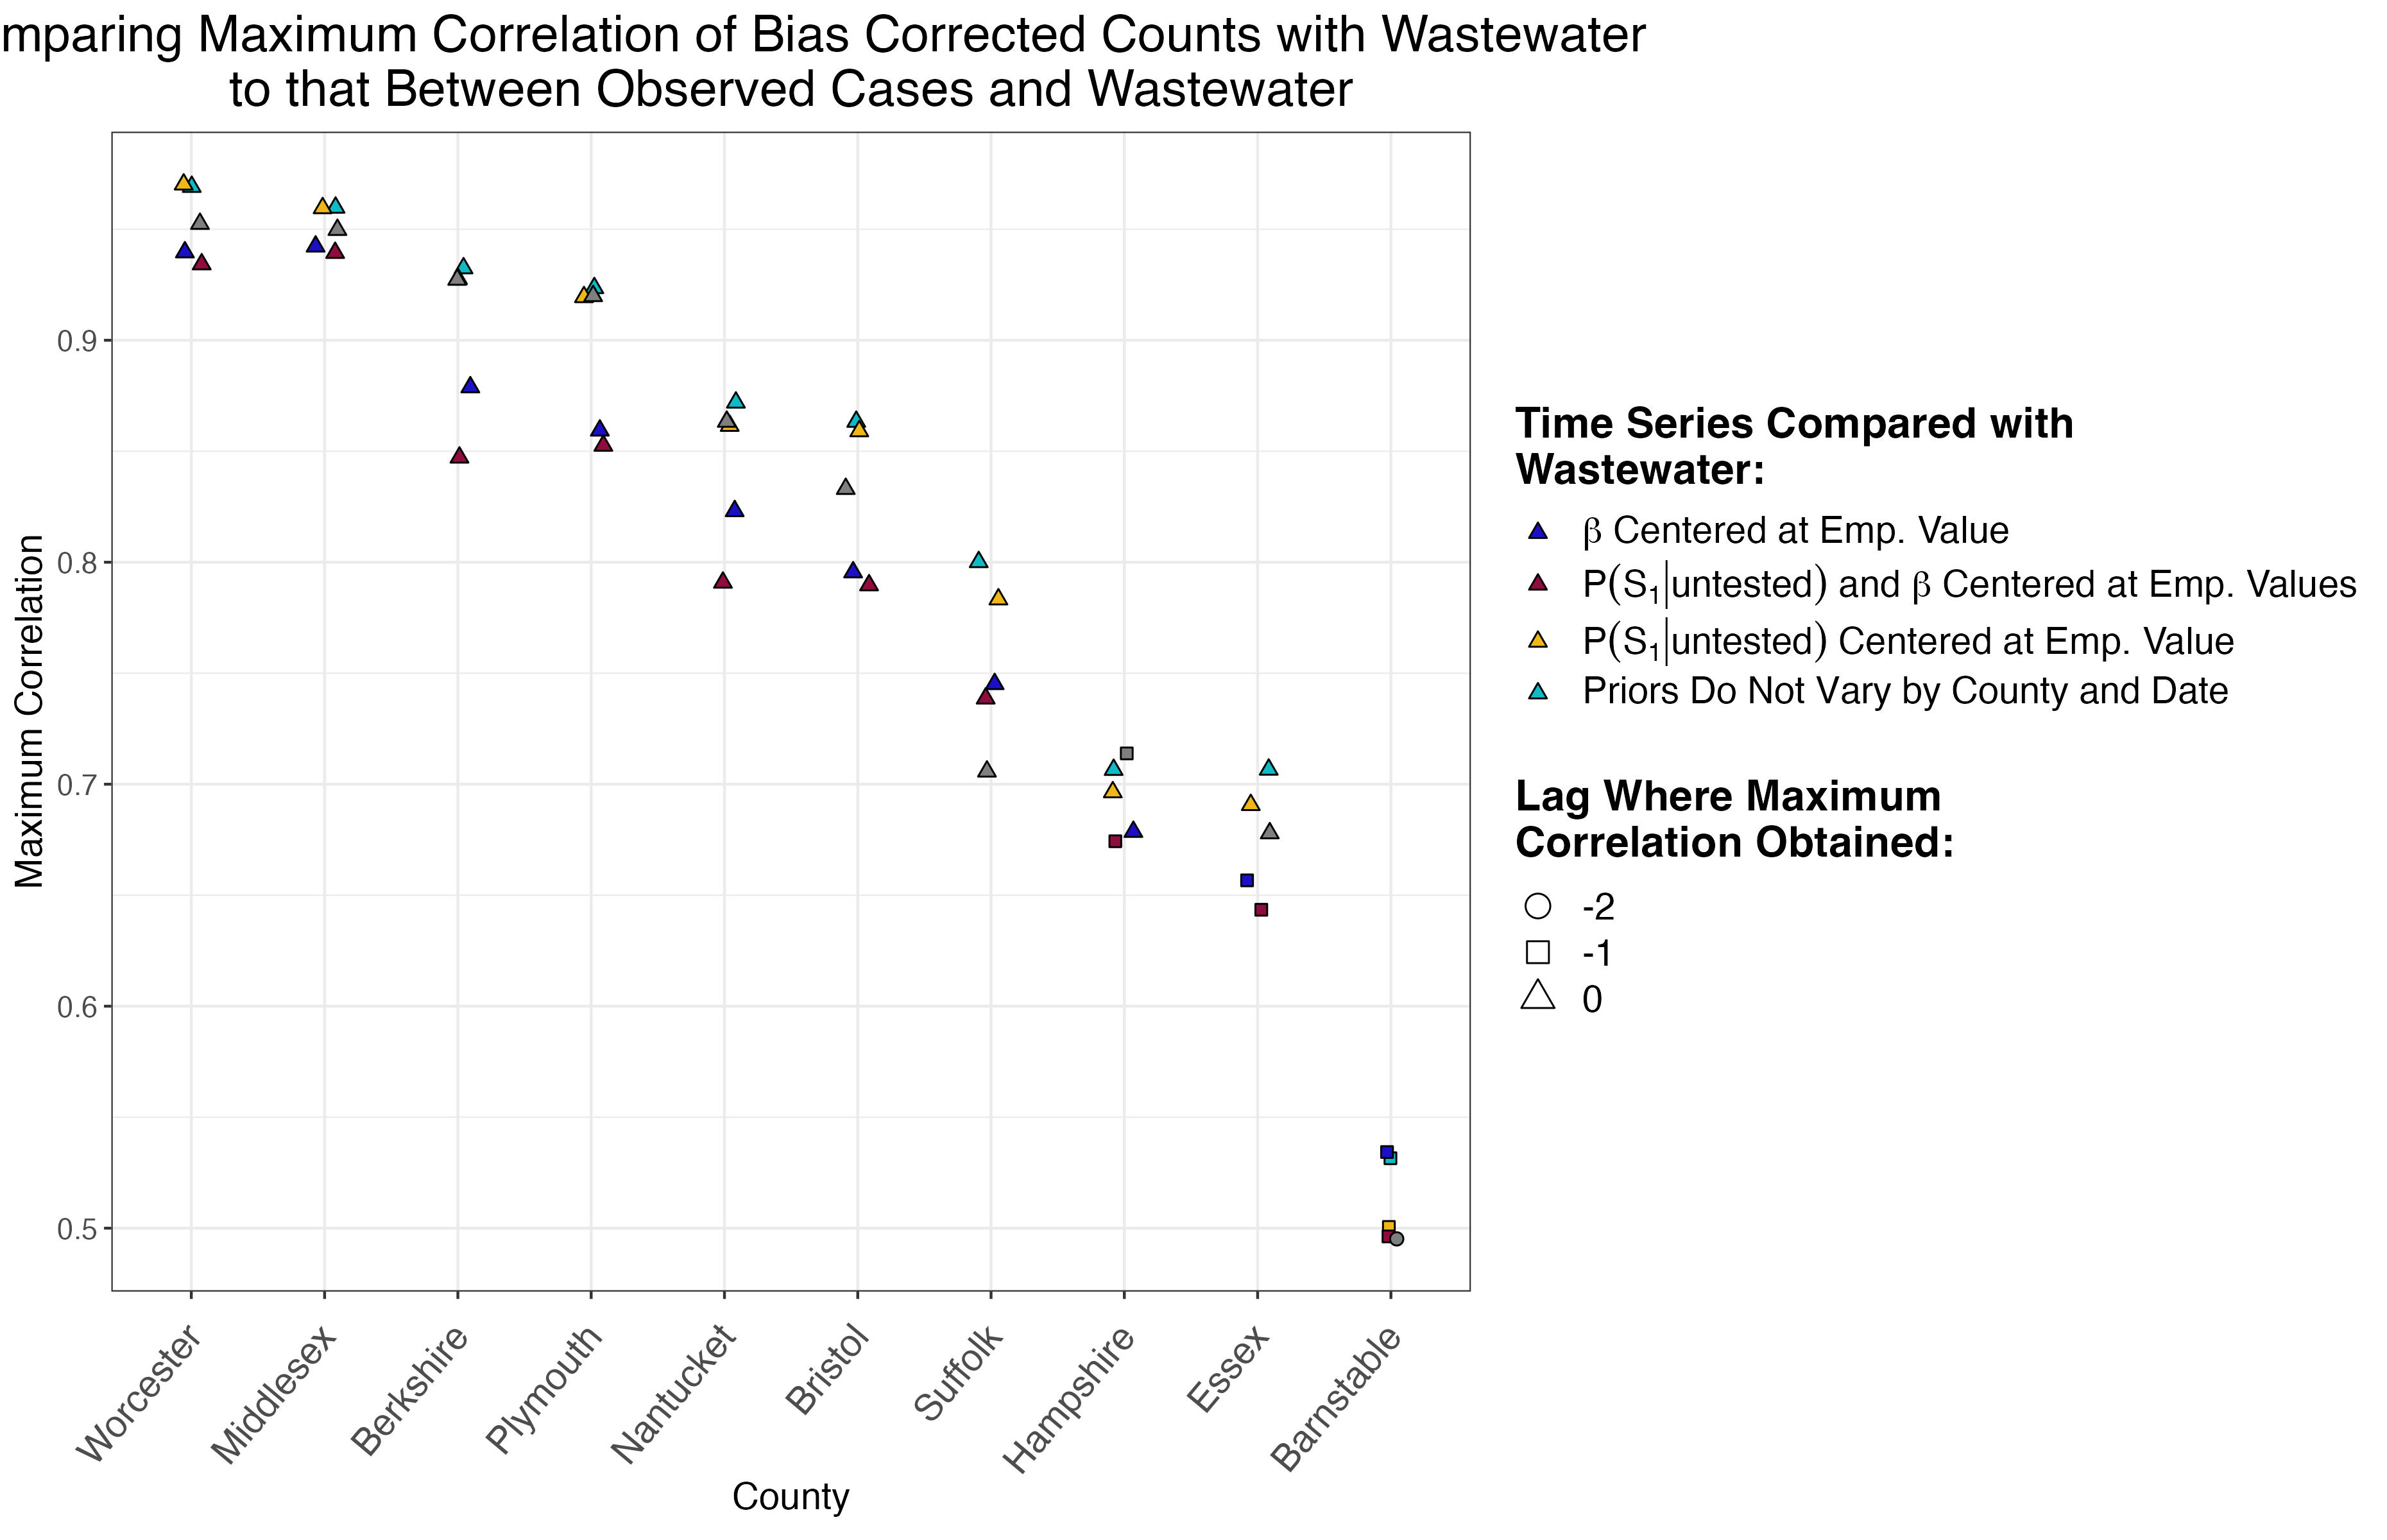 mparing Maximum Correlation of Bias Corrected Counts with Wastewater
to that Between Observed Cases and Wastewater
Maximum Correlation
0.9
0.8
0.7
0.6
0.5
Worcester
Middlesex
Berkshire
Plymouth
Nantucket
Bristol
Suffolk
Hampshire
Essex
Barnstable
County
Time Series Compared with
Wastewater:
β Centered at Emp. Value
P(S₁|untested) and β Centered at Emp. Values
P(S₁|untested) Centered at Emp. Value
Priors Do Not Vary by County and Date
Lag Where Maximum
Correlation Obtained:
-2
-1
0